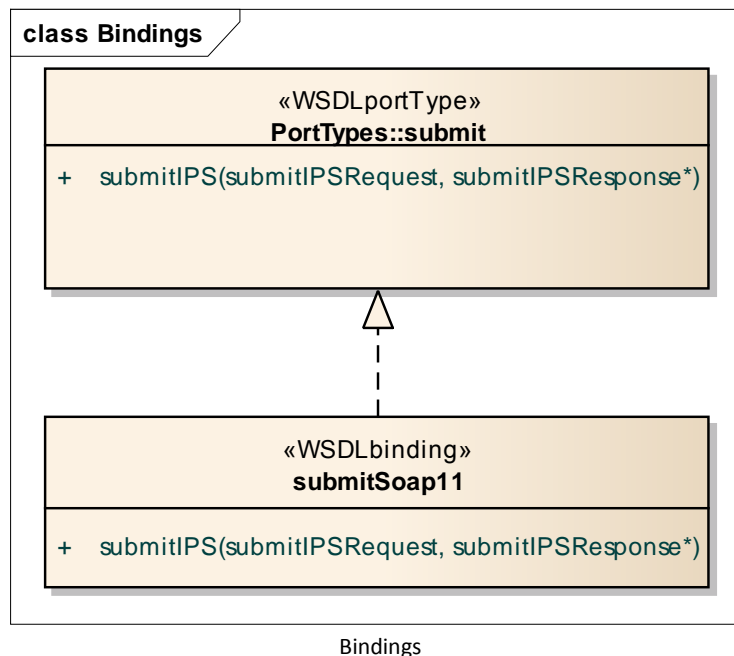 class Bindings
«WSDLportType»
PortTypes::submit
+ submitIPS(submitIPSRequest, submitIPSResponse*)
«WSDLbinding»
submitSoap11
+ submitIPS(submitIPSRequest, submitIPSResponse*)
Bindings